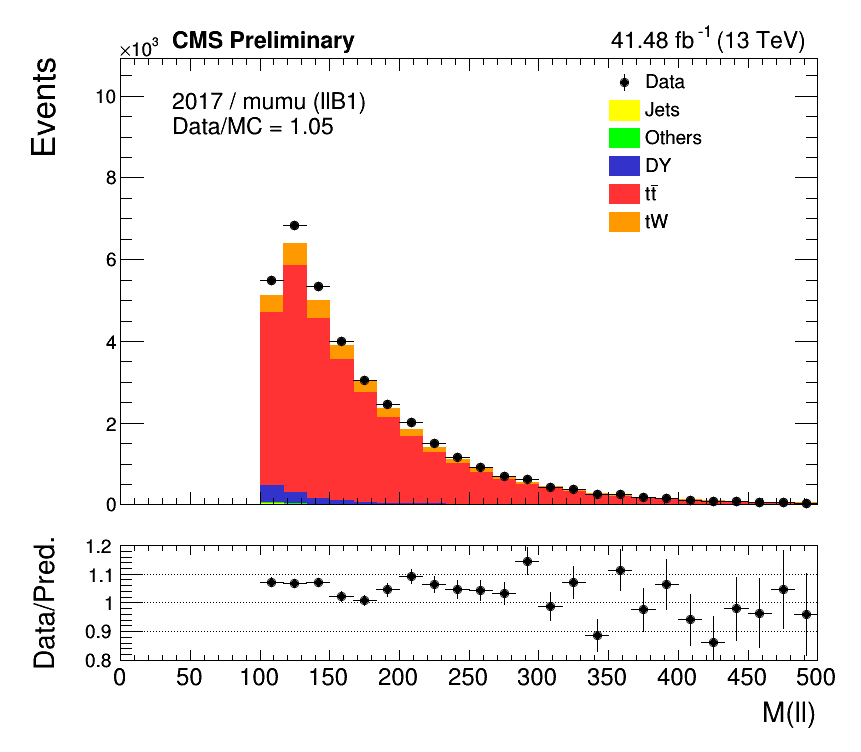 ×10³ CMS Preliminary 41.48 fb⁻¹ (13 TeV)
Events
2017 / mumu (llB1)
Data/MC = 1.05
Data
Jets
Others
DY
tt̄
tW
10
8
6
4
2
0
Data/Pred.
1.2
1.1
1
0.9
0.8
0 50 100 150 200 250 300 350 400 450 500
M(ll)